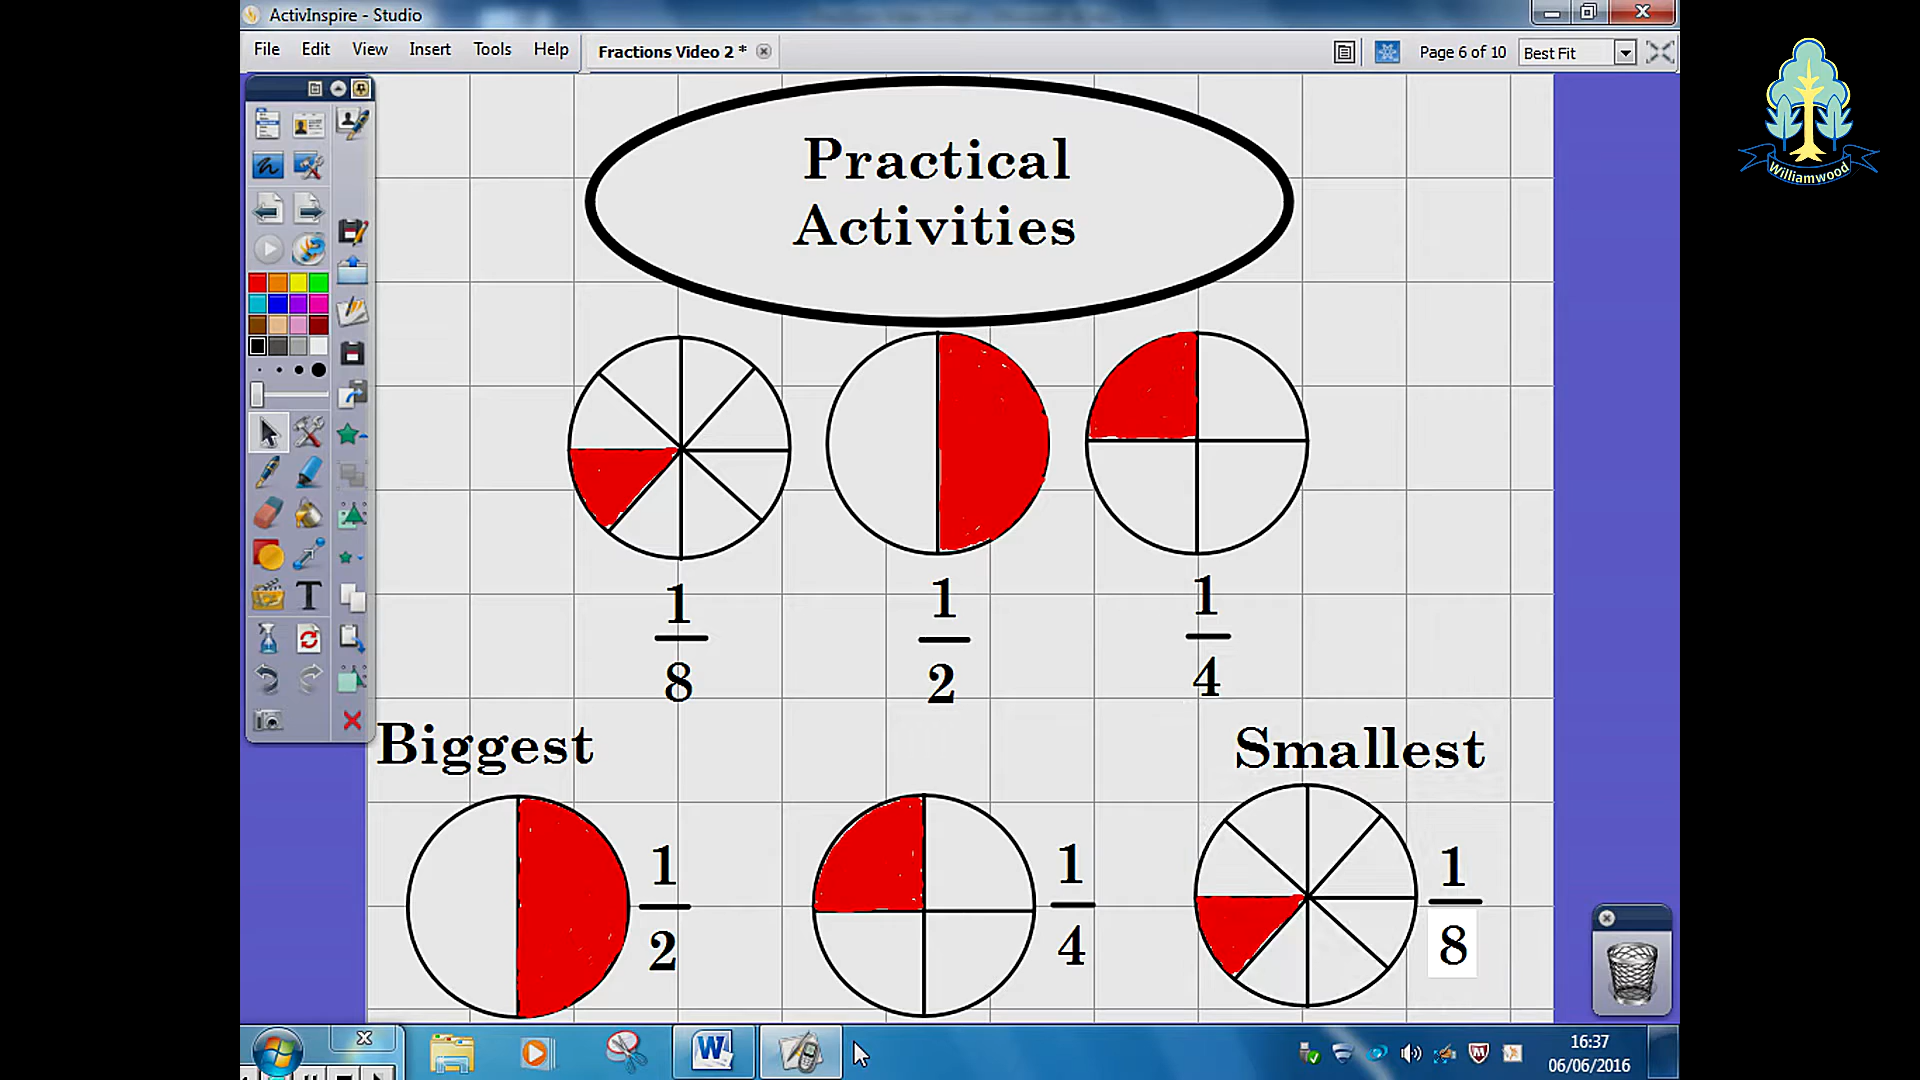 ActivInspire - Studio
File Edit View Insert Tools Help Fractions Video 2 * Page 6 of 10 Best Fit
Williamwood
Practical
Activities
1 1 1
8 2 4
Biggest Smallest
1 1 1
2 4 8
16:37
06/06/2016